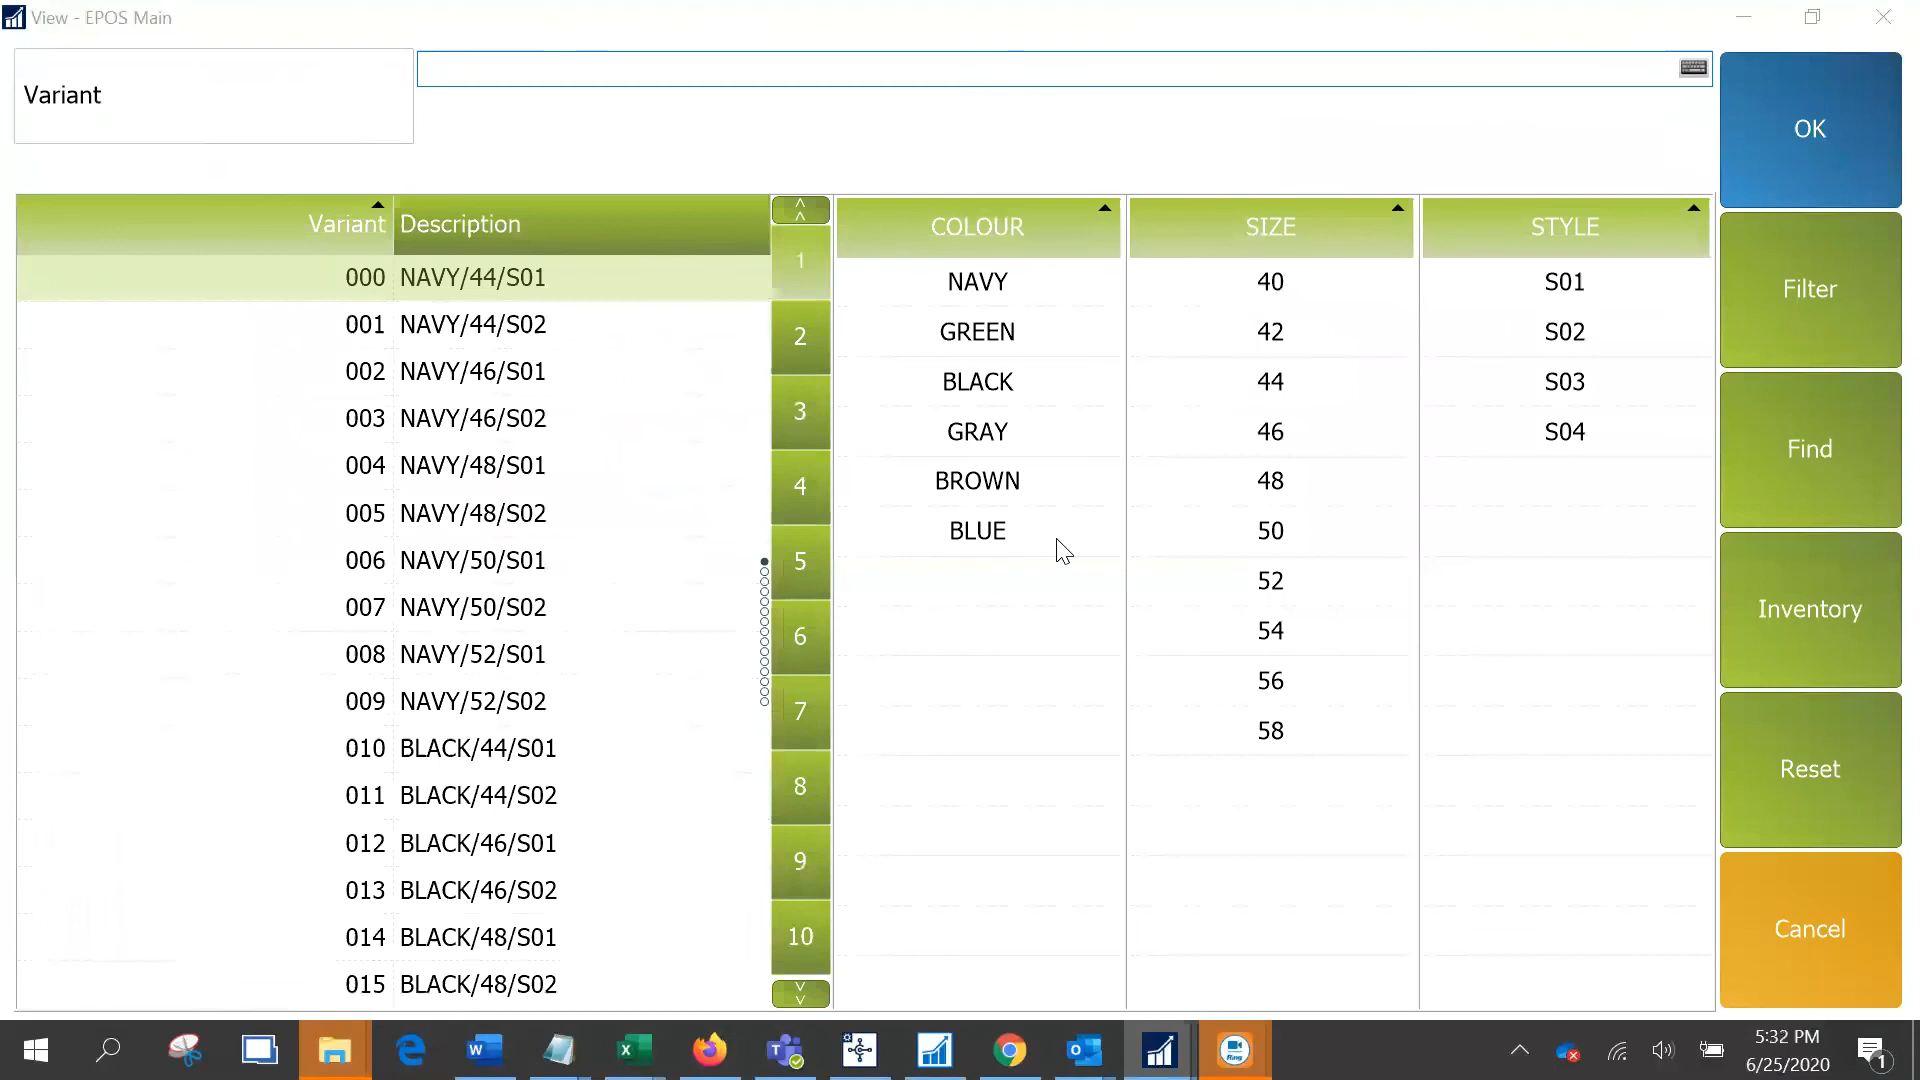 View - EPOS Main
Variant
OK
Variant Description
000 NAVY/44/S01
001 NAVY/44/S02
002 NAVY/46/S01
003 NAVY/46/S02
004 NAVY/48/S01
005 NAVY/48/S02
006 NAVY/50/S01
007 NAVY/50/S02
008 NAVY/52/S01
009 NAVY/52/S02
010 BLACK/44/S01
011 BLACK/44/S02
012 BLACK/46/S01
013 BLACK/46/S02
014 BLACK/48/S01
015 BLACK/48/S02
1
2
3
4
5
6
7
8
9
10
COLOUR
NAVY
GREEN
BLACK
GRAY
BROWN
BLUE
SIZE
40
42
44
46
48
50
52
54
56
58
STYLE
S01
S02
S03
S04
Filter
Find
Inventory
Reset
Cancel
Ring
5:32 PM
6/25/2020
1